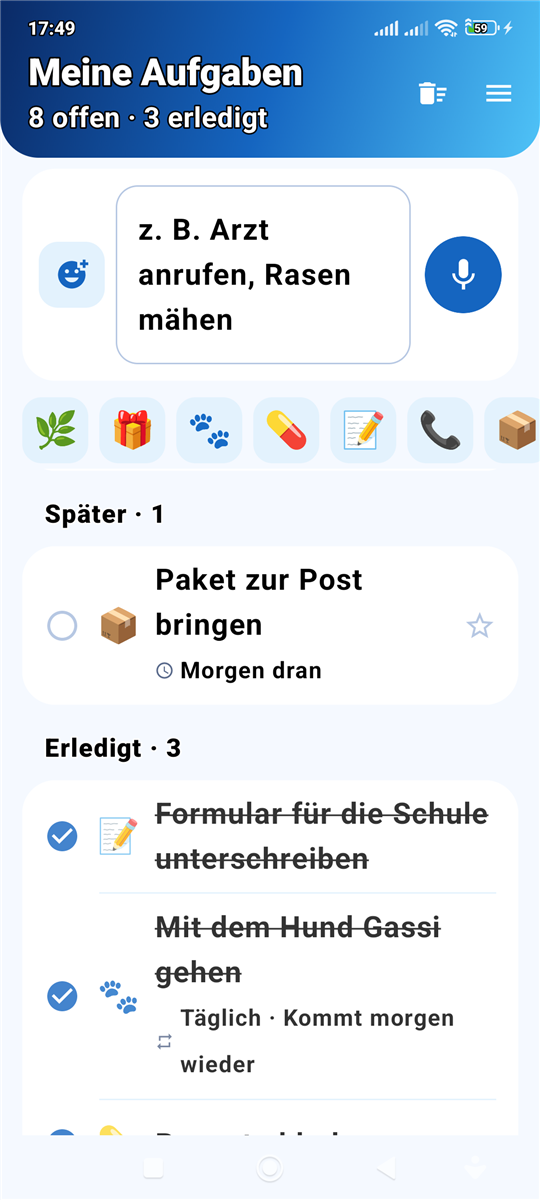 17:49
59
Meine Aufgaben
8 offen · 3 erledigt
z. B. Arzt
anrufen, Rasen
mähen
Später · 1
Paket zur Post
bringen
Morgen dran
Erledigt · 3
Formular für die Schule
unterschreiben
Mit dem Hund Gassi
gehen
Täglich · Kommt morgen
wieder